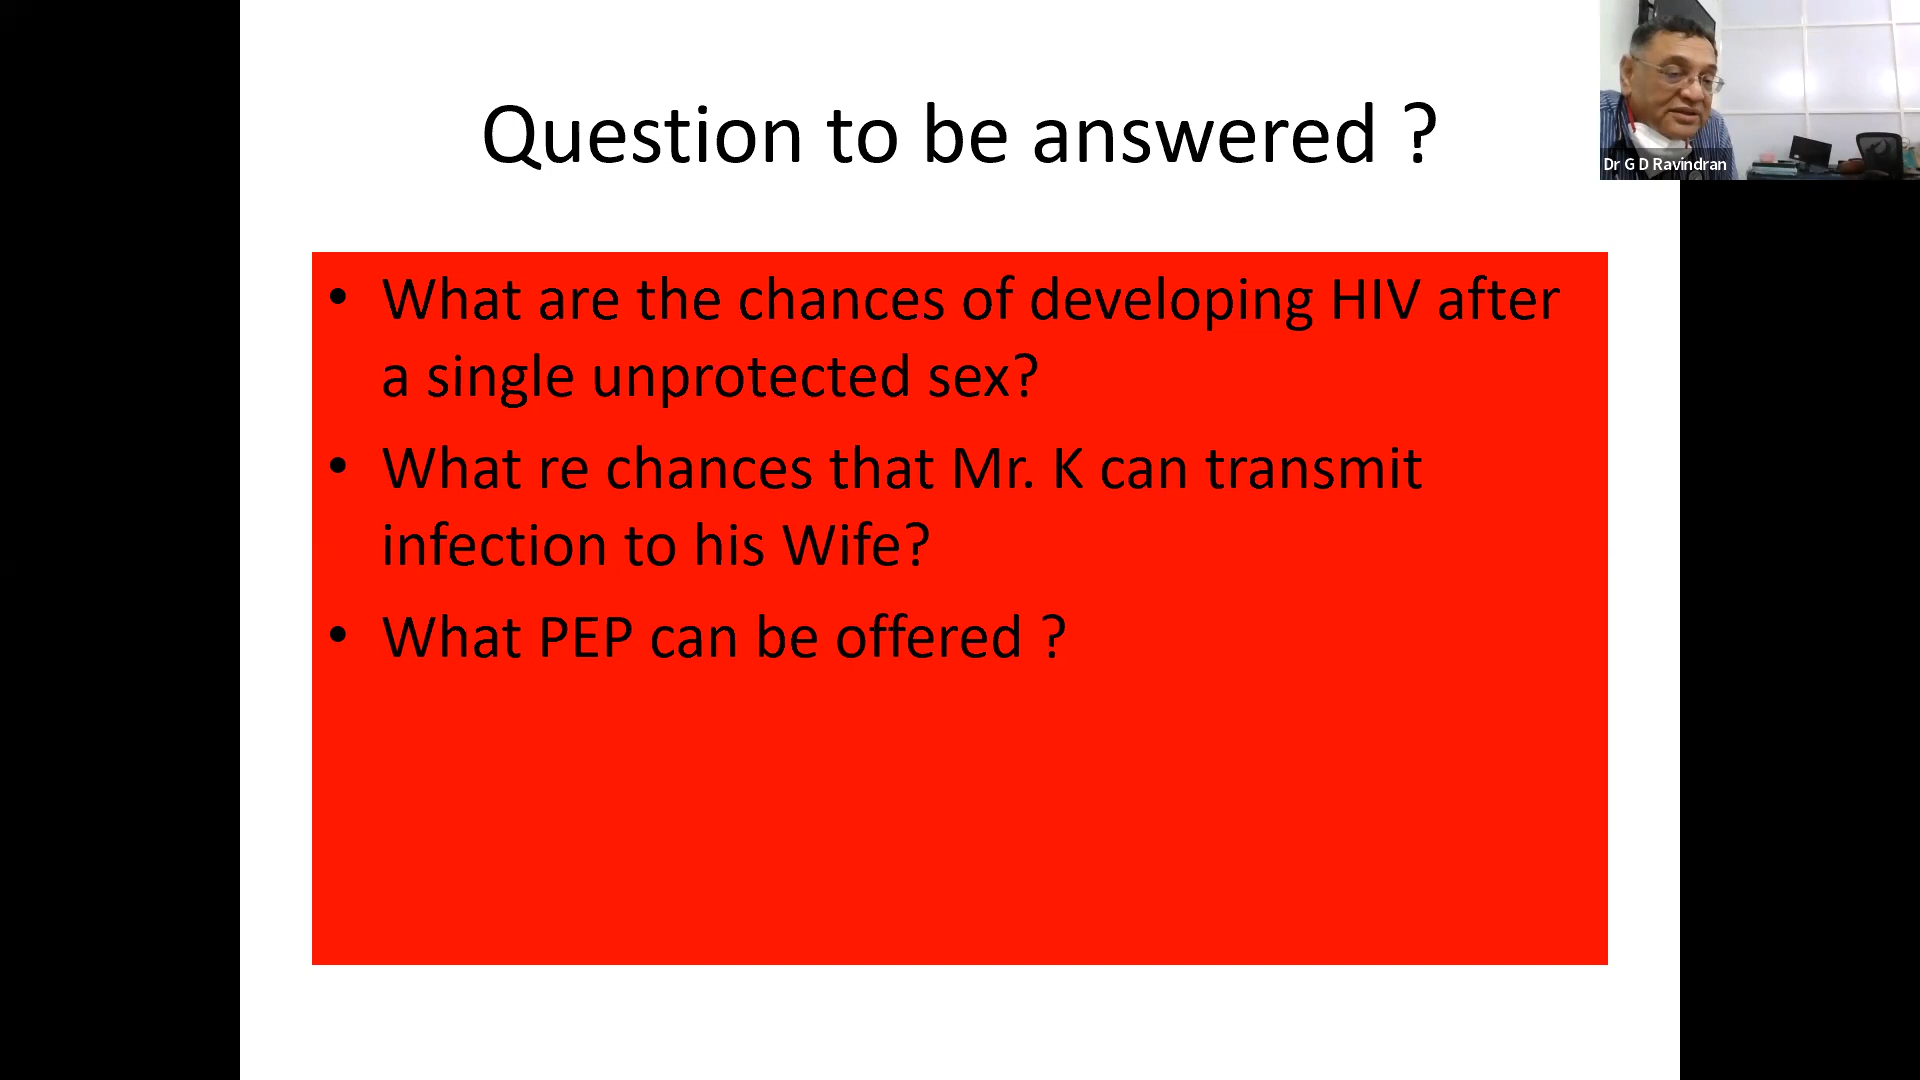 Question to be answered ?
Dr G D Ravindran
• What are the chances of developing HIV after
a single unprotected sex?
• What re chances that Mr. K can transmit
infection to his Wife?
• What PEP can be offered ?